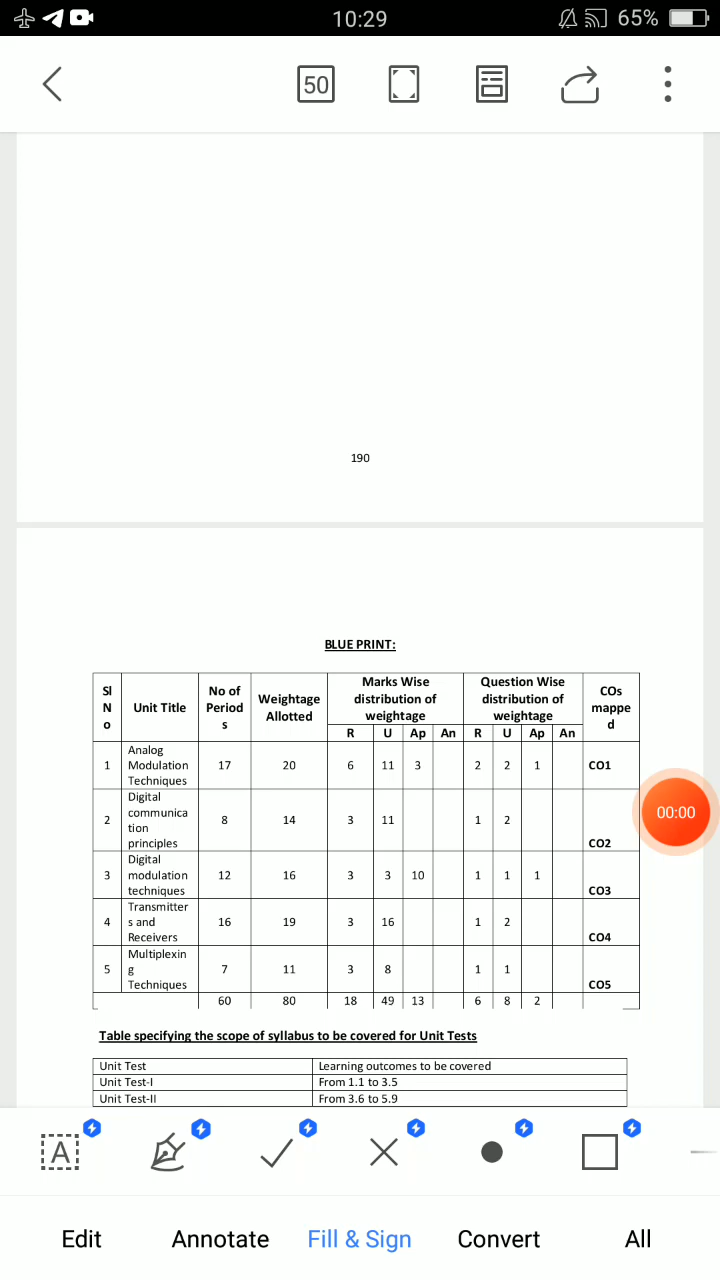 10:29
65%
50
190
BLUE PRINT:
Sl N o Unit Title No of Period s Weightage Allotted Marks Wise distribution of weightage Question Wise distribution of weightage COs mappe d
R U Ap An R U Ap An
1 Analog Modulation Techniques 17 20 6 11 3 2 2 1 CO1
2 Digital communica tion principles 8 14 3 11 1 2 CO2
3 Digital modulation techniques 12 16 3 3 10 1 1 1 CO3
4 Transmitter s and Receivers 16 19 3 16 1 2 CO4
5 Multiplexin g Techniques 7 11 3 8 1 1 CO5
60 80 18 49 13 6 8 2
Table specifying the scope of syllabus to be covered for Unit Tests
Unit Test Learning outcomes to be covered
Unit Test-I From 1.1 to 3.5
Unit Test-II From 3.6 to 5.9
00:00
A
Edit Annotate Fill & Sign Convert All